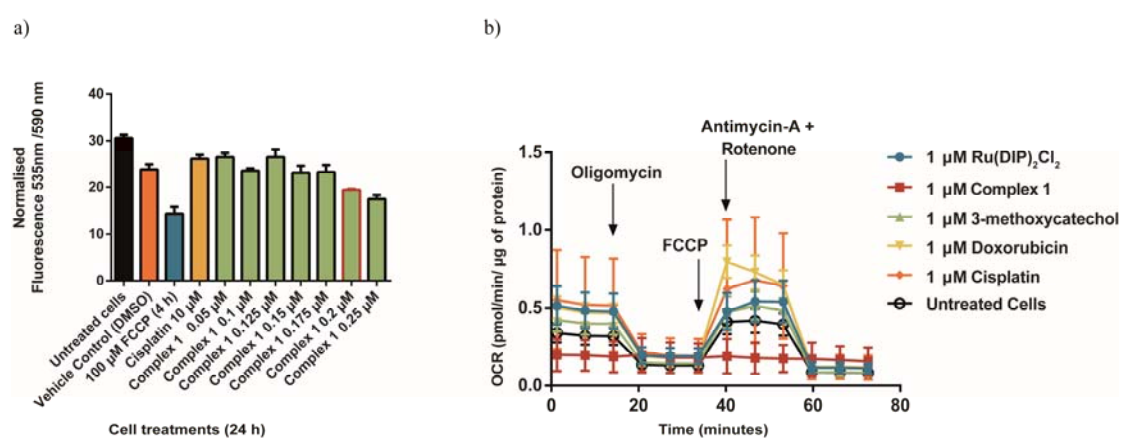 a)
b)
Normalised
Fluorescence 535nm /590 nm
40
30
20
10
0
Untreated cells
Vehicle Control (DMSO)
100 µM FCCP (4 h)
Cisplatin 10 µM
Complex 1 0.05 µM
Complex 1 0.1 µM
Complex 1 0.125 µM
Complex 1 0.15 µM
Complex 1 0.175 µM
Complex 1 0.2 µM
Complex 1 0.25 µM
Cell treatments (24 h)
OCR (pmol/min/ µg of protein)
1.5
1.0
0.5
0.0
0
20
40
60
80
Time (minutes)
Oligomycin
FCCP
Antimycin-A +
Rotenone
1 µM Ru(DIP)₂Cl₂
1 µM Complex 1
1 µM 3-methoxycatechol
1 µM Doxorubicin
1 µM Cisplatin
Untreated Cells